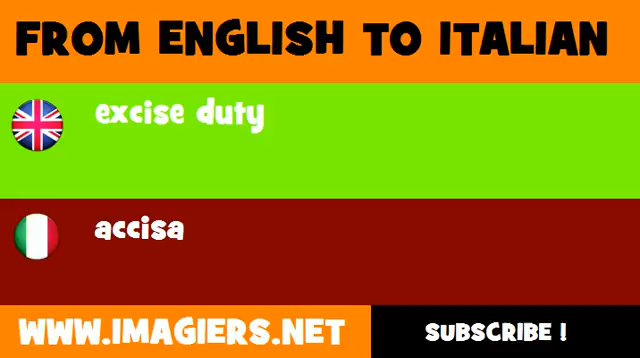 FROM ENGLISH TO ITALIAN
excise duty
accisa
WWW.IMAGIERS.NET
SUBSCRIBE !